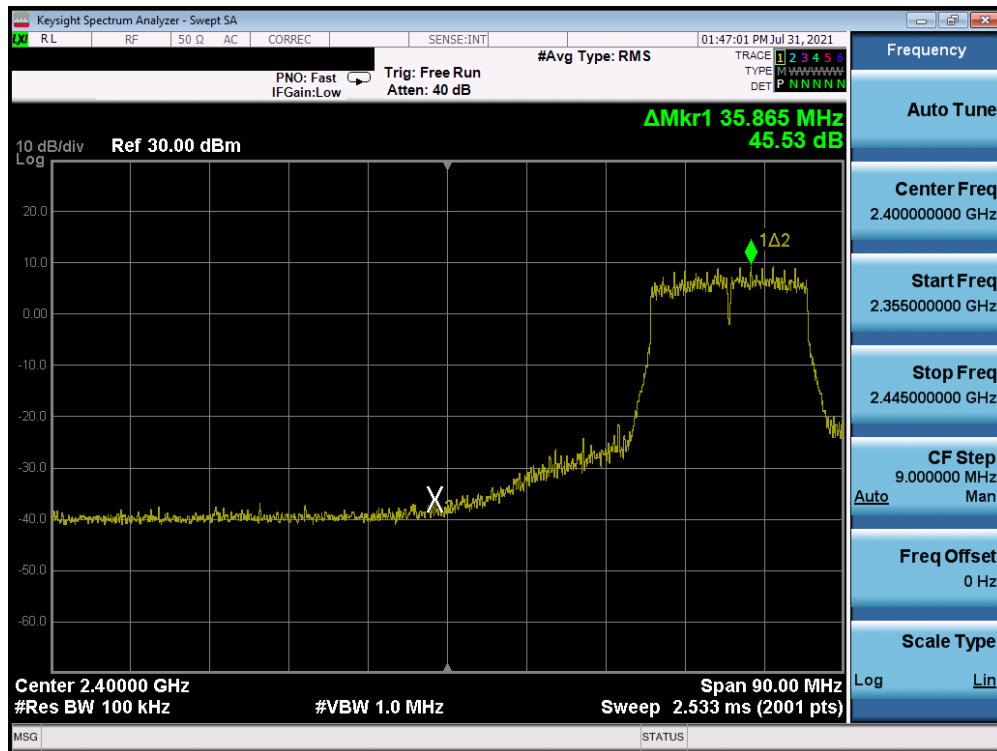 Keysight Spectrum Analyzer - Swept SA
LXI RL RF 50 Ω AC CORREC SENSE:INT 01:47:01 PM Jul 31, 2021
#Avg Type: RMS
TRACE 1 2 3 4 5 6
PNO: Fast Trig: Free Run
TYPE M W W W W W
IFGain:Low Atten: 40 dB
DET P N N N N N
ΔMkr1 35.865 MHz
45.53 dB
10 dB/div Ref 30.00 dBm
Log
20.0
1Δ2
10.0
0.00
-10.0
-20.0
-30.0
X
-40.0
-50.0
-60.0
Center 2.40000 GHz Span 90.00 MHz
#Res BW 100 kHz #VBW 1.0 MHz Sweep 2.533 ms (2001 pts)
MSG STATUS
Frequency
Auto Tune
Center Freq
2.400000000 GHz
Start Freq
2.355000000 GHz
Stop Freq
2.445000000 GHz
CF Step
9.000000 MHz
Auto Man
Freq Offset
0 Hz
Scale Type
Log Lin